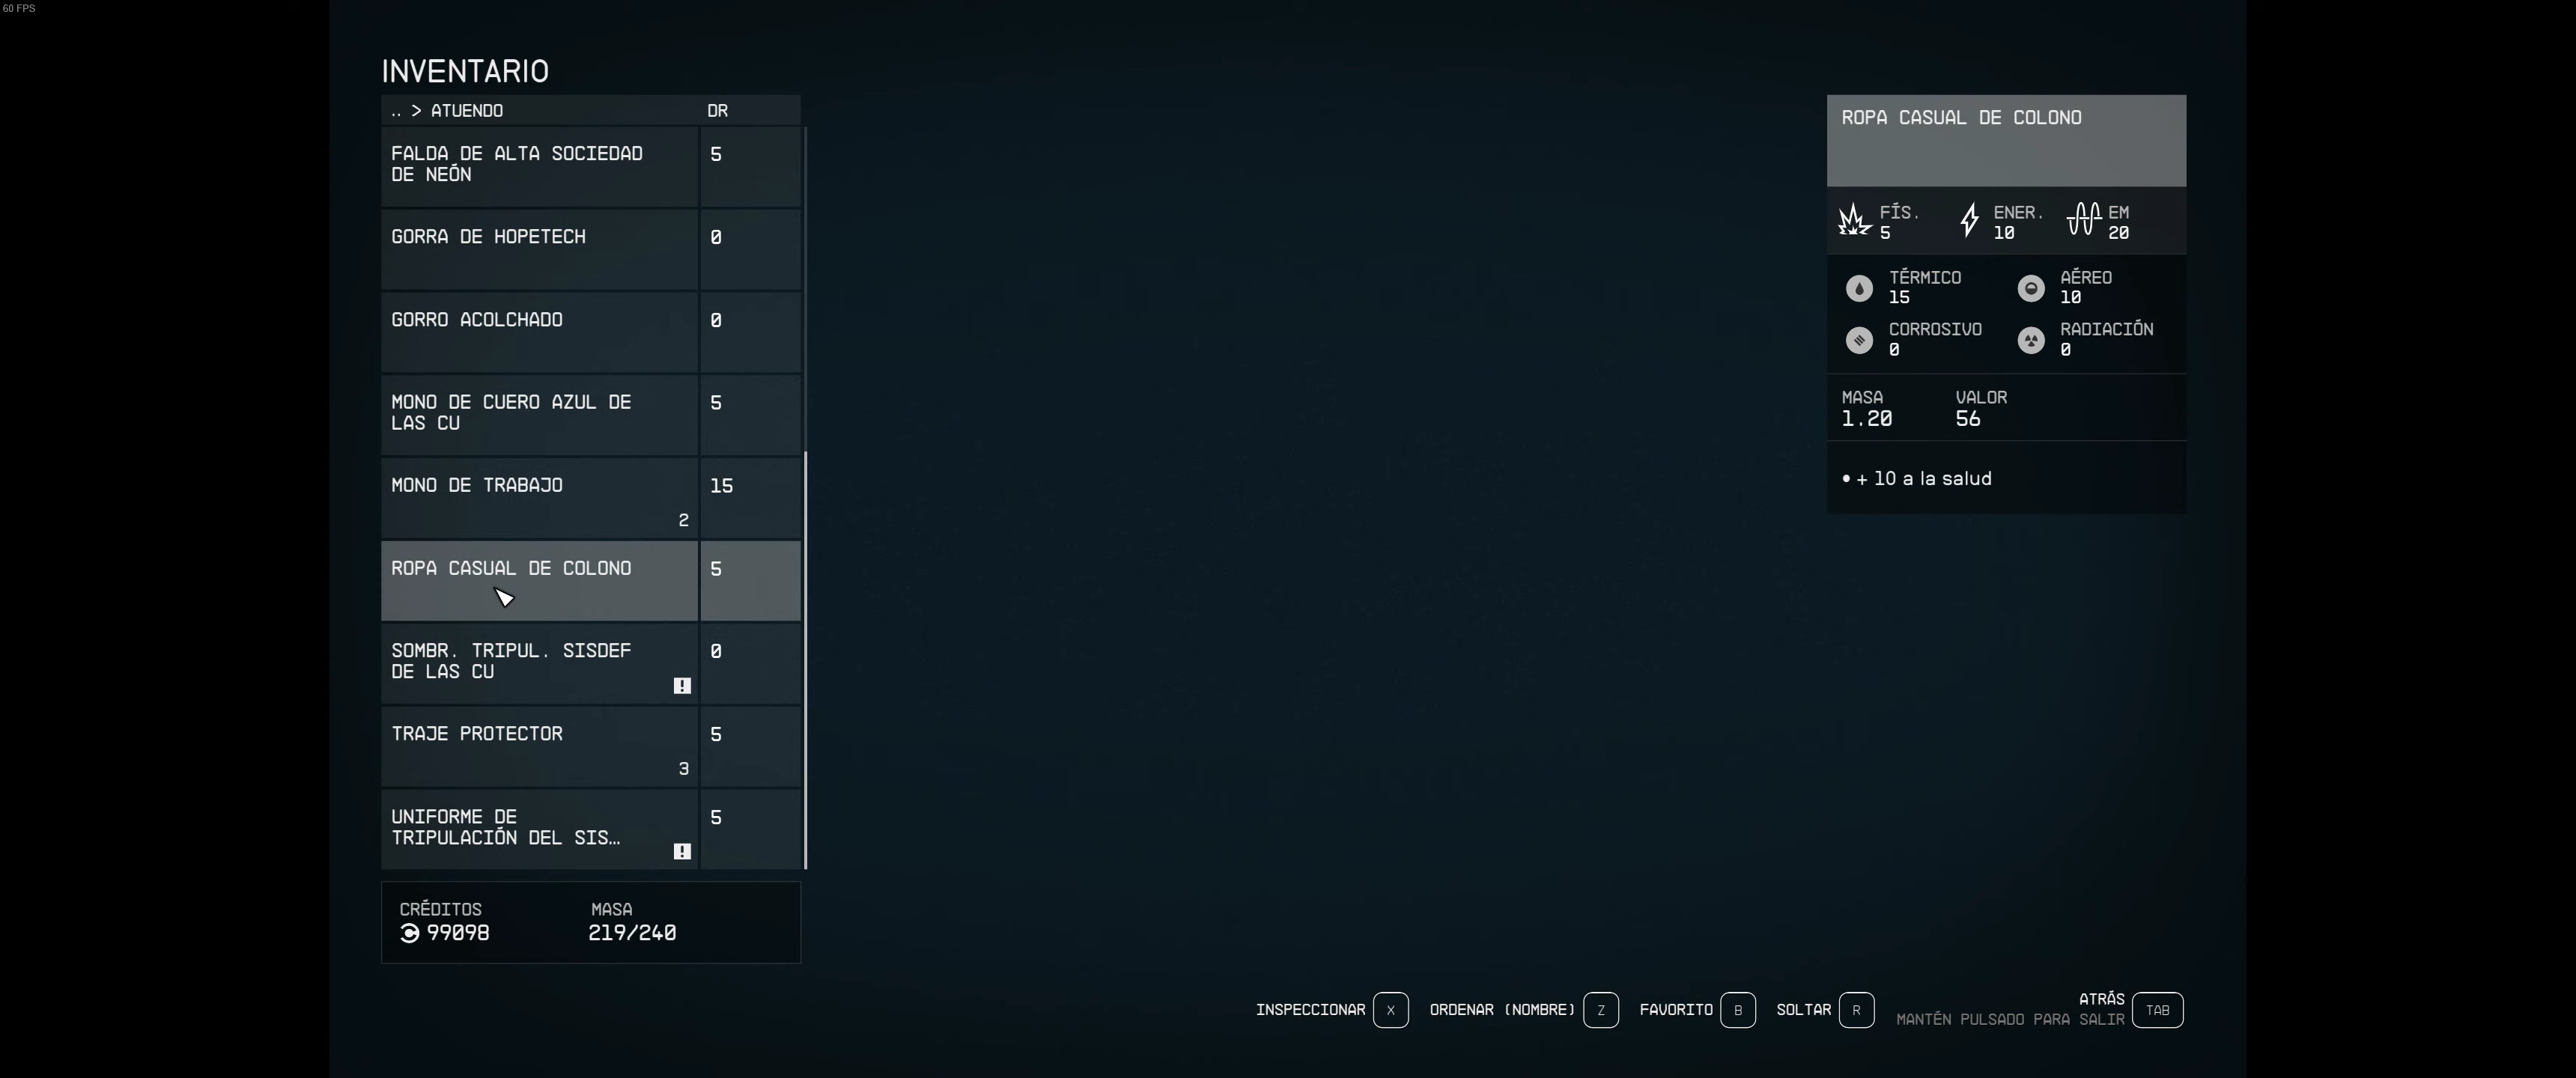 60 FPS
INVENTARIO
.. > ATUENDO
DR
FALDA DE ALTA SOCIEDAD
DE NEÓN
5
GORRA DE HOPETECH
0
GORRO ACOLCHADO
0
MONO DE CUERO AZUL DE
LAS CU
5
MONO DE TRABAJO
15
2
ROPA CASUAL DE COLONO
5
SOMBR. TRIPUL. SISDEF
DE LAS CU
0
TRAJE PROTECTOR
5
3
UNIFORME DE
TRIPULACIÓN DEL SIS…
5
CRÉDITOS
99098
MASA
219/240
ROPA CASUAL DE COLONO
FÍS.
5
ENER.
10
EM
20
TÉRMICO
15
AÉREO
10
CORROSIVO
0
RADIACIÓN
0
MASA
1.20
VALOR
56
• + 10 a la salud
INSPECCIONAR X
ORDENAR (NOMBRE) Z
FAVORITO B
SOLTAR R
ATRÁS
MANTÉN PULSADO PARA SALIR
TAB